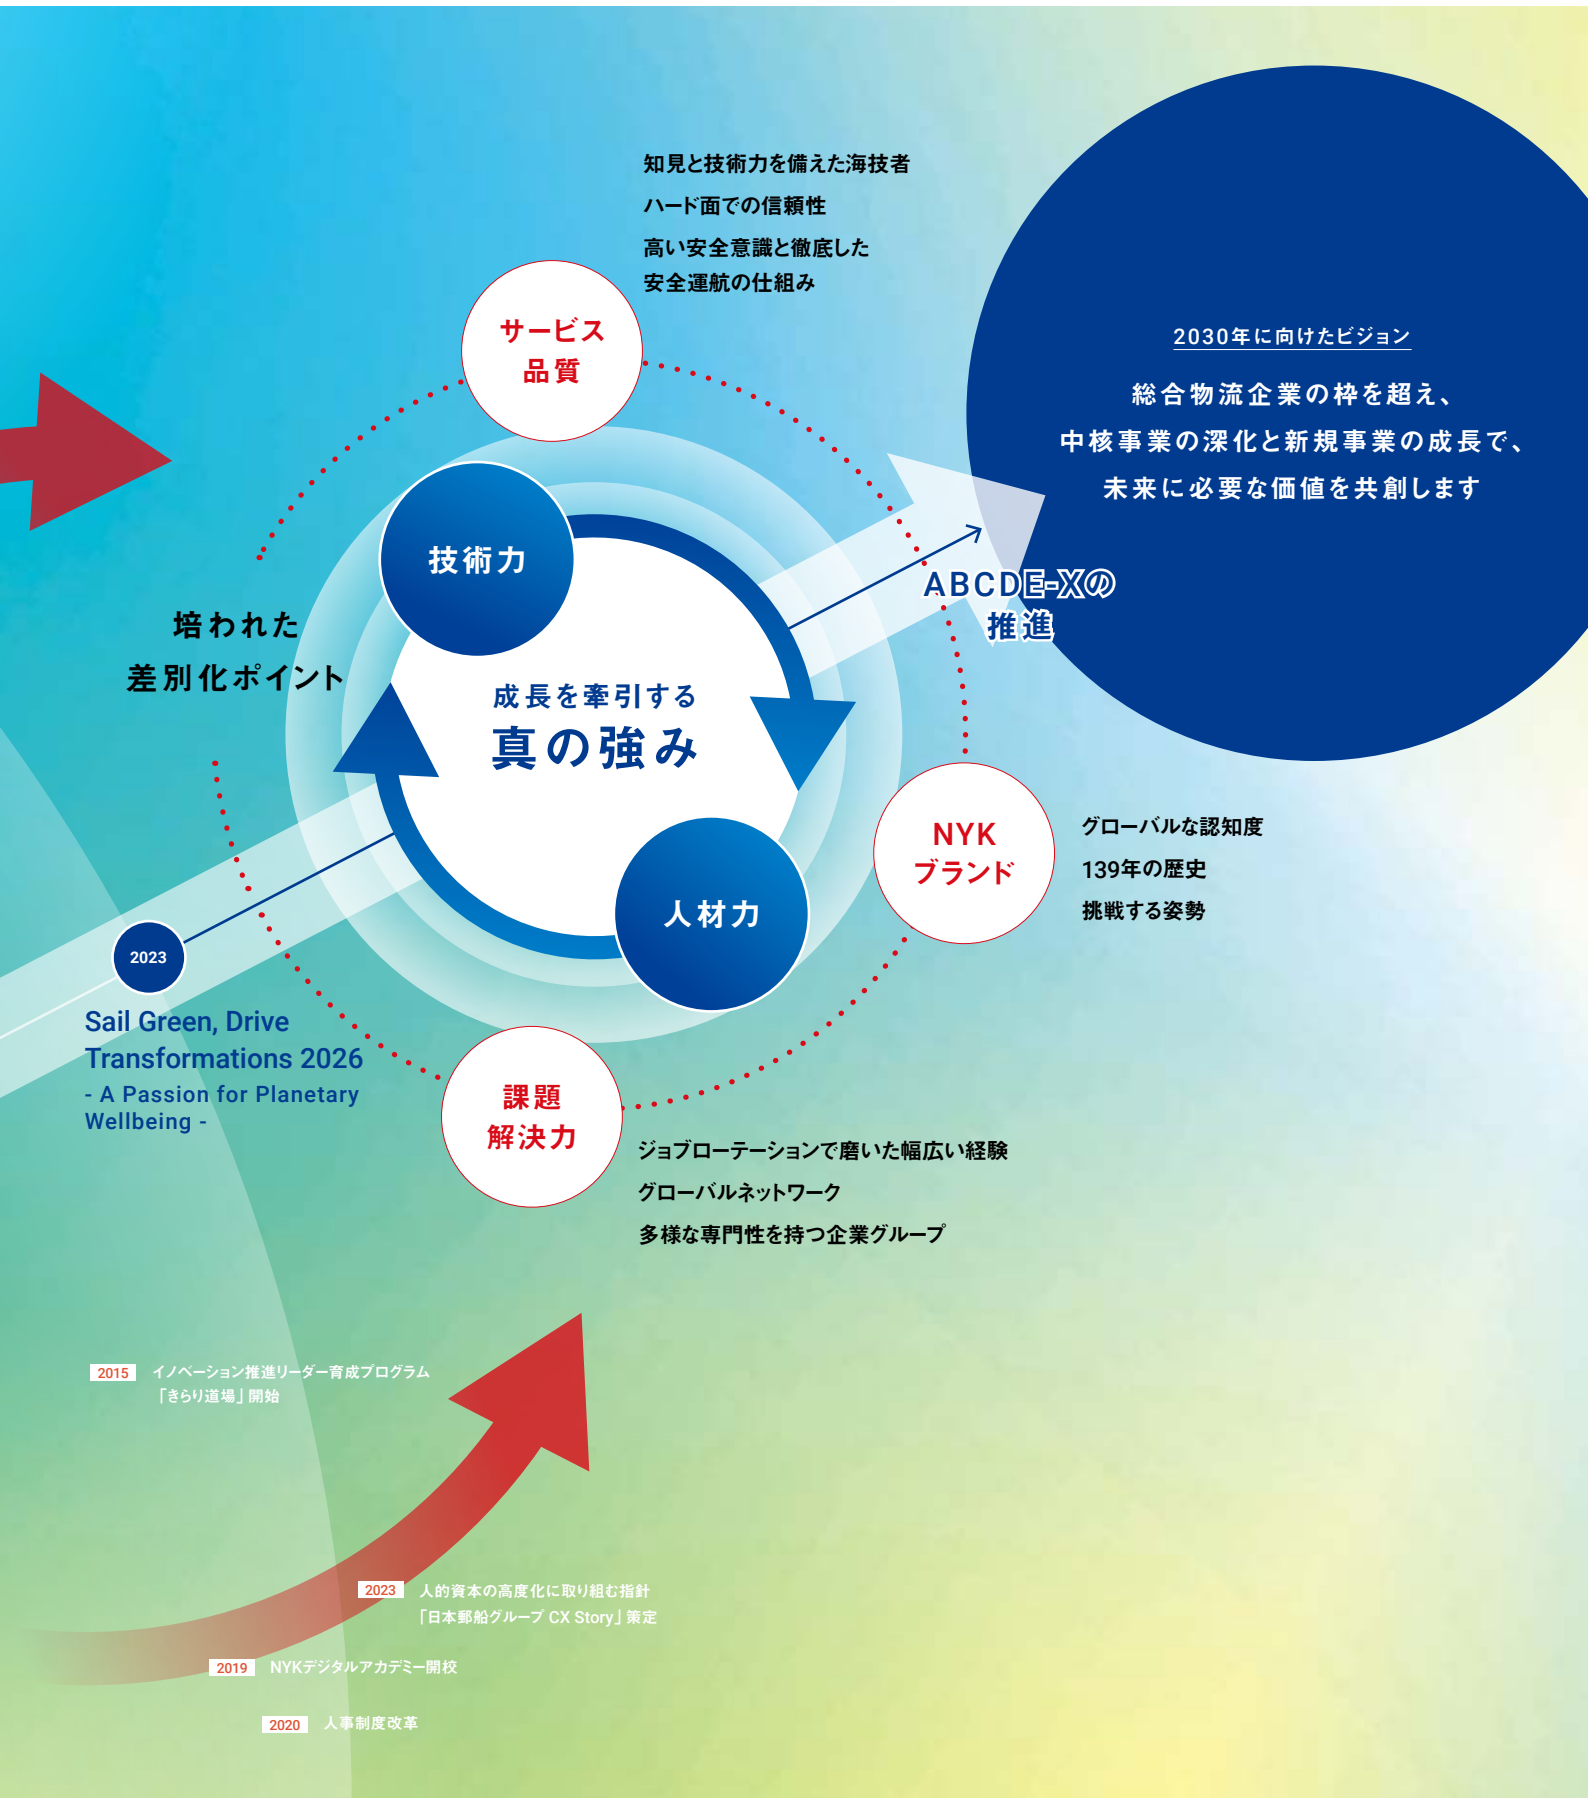 知見と技術力を備えた海技者
ハード面での信頼性
高い安全意識と徹底した
安全運航の仕組み
サービス
品質
2030年に向けたビジョン
総合物流企業の枠を超え、
中核事業の深化と新規事業の成長で、
未来に必要な価値を共創します
技術力
ABCDE-Xの
推進
培われた
差別化ポイント
成長を牽引する
真の強み
NYK
ブランド
グローバルな認知度
139年の歴史
挑戦する姿勢
人材力
2023
Sail Green, Drive
Transformations 2026
- A Passion for Planetary
Wellbeing -
課題
解決力
ジョブローテーションで磨いた幅広い経験
グローバルネットワーク
多様な専門性を持つ企業グループ
2015 イノベーション推進リーダー育成プログラム
「きらり道場」開始
2023 人的資本の高度化に取り組む指針
「日本郵船グループ CX Story」策定
2019 NYKデジタルアカデミー開校
2020 人事制度改革